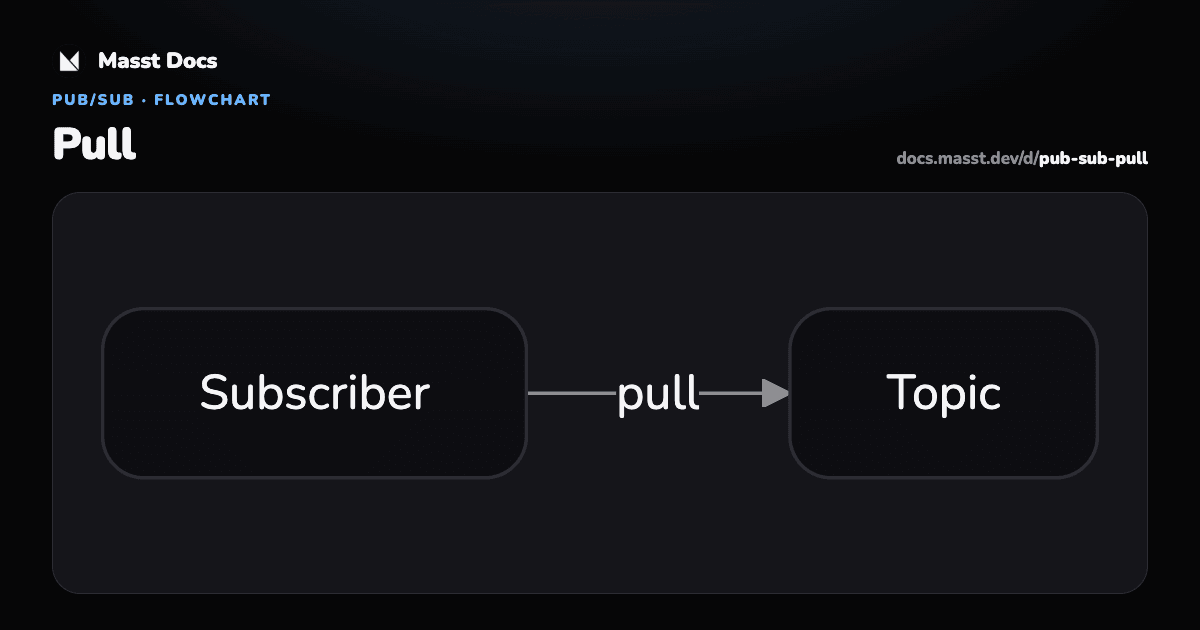 Masst Docs
PUB/SUB · FLOWCHART
Pull
docs.masst.dev/d/pub-sub-pull
Subscriber
pull
Topic